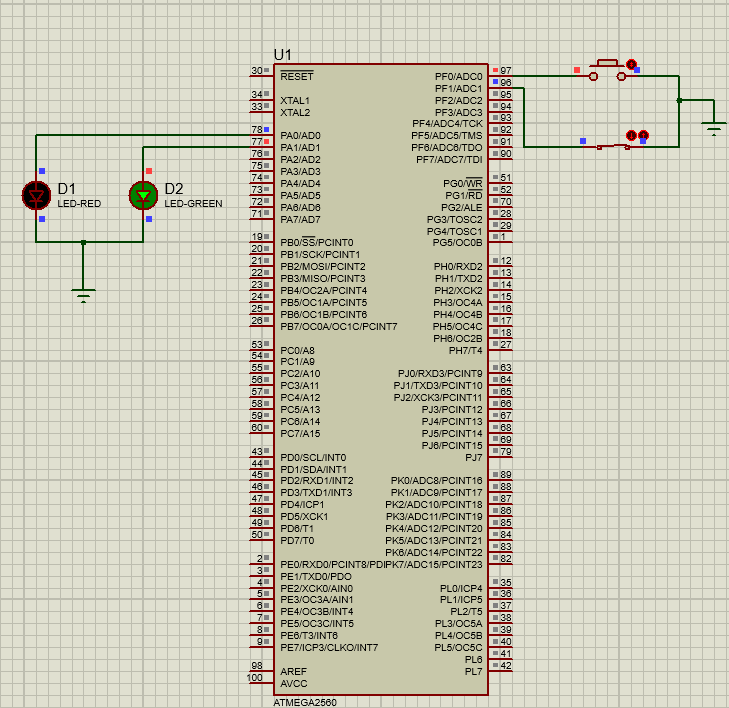 U1
30 RESET PF0/ADC0 97
PF1/ADC1 96
34 XTAL1 PF2/ADC2 95
33 XTAL2 PF3/ADC3 94
PF4/ADC4/TCK 93
78 PA0/AD0 PF5/ADC5/TMS 92
77 PA1/AD1 PF6/ADC6/TDO 91
76 PA2/AD2 PF7/ADC7/TDI 90
75 PA3/AD3
74 PA4/AD4 PG0/WR 51
73 PA5/AD5 PG1/RD 52
72 PA6/AD6 PG2/ALE 70
71 PA7/AD7 PG3/TOSC2 28
PG4/TOSC1 29
19 PB0/SS/PCINT0 PG5/OC0B 1
20 PB1/SCK/PCINT1
21 PB2/MOSI/PCINT2 PH0/RXD2 12
22 PB3/MISO/PCINT3 PH1/TXD2 13
23 PB4/OC2A/PCINT4 PH2/XCK2 14
24 PB5/OC1A/PCINT5 PH3/OC4A 15
25 PB6/OC1B/PCINT6 PH4/OC4B 16
26 PB7/OC0A/OC1C/PCINT7 PH5/OC4C 17
PH6/OC2B 18
53 PC0/A8 PH7/T4 27
54 PC1/A9
55 PC2/A10 PJ0/RXD3/PCINT9 63
56 PC3/A11 PJ1/TXD3/PCINT10 64
57 PC4/A12 PJ2/XCK3/PCINT11 65
58 PC5/A13 PJ3/PCINT12 66
59 PC6/A14 PJ4/PCINT13 67
60 PC7/A15 PJ5/PCINT14 68
PJ6/PCINT15 69
43 PD0/SCL/INT0 PJ7 79
44 PD1/SDA/INT1
45 PD2/RXD1/INT2 PK0/ADC8/PCINT16 89
46 PD3/TXD1/INT3 PK1/ADC9/PCINT17 88
47 PD4/ICP1 PK2/ADC10/PCINT18 87
48 PD5/XCK1 PK3/ADC11/PCINT19 86
49 PD6/T1 PK4/ADC12/PCINT20 85
50 PD7/T0 PK5/ADC13/PCINT21 84
PK6/ADC14/PCINT22 83
2 PE0/RXD0/PCINT8/PDI PK7/ADC15/PCINT23 82
3 PE1/TXD0/PDO
4 PE2/XCK0/AIN0 PL0/ICP4 35
5 PE3/OC3A/AIN1 PL1/ICP5 36
6 PE4/OC3B/INT4 PL2/T5 37
7 PE5/OC3C/INT5 PL3/OC5A 38
8 PE6/T3/INT6 PL4/OC5B 39
9 PE7/ICP3/CLKO/INT7 PL5/OC5C 40
PL6 41
98 AREF PL7 42
100 AVCC
ATMEGA2560
D1
LED-RED
D2
LED-GREEN